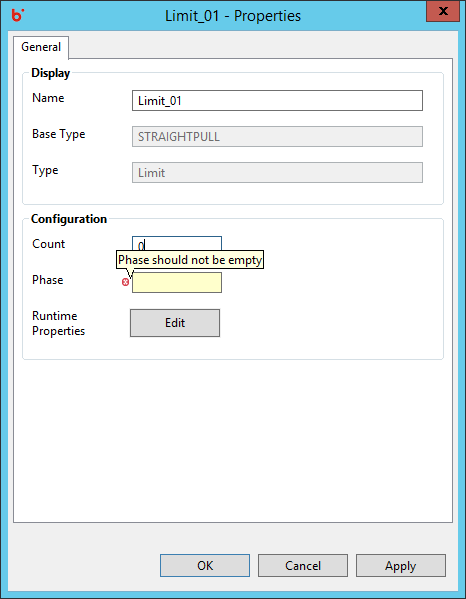 Limit_01 - Properties
General
Display
Name
Limit_01
Base Type
STRAIGHTPULL
Type
Limit
Configuration
Count
0
Phase should not be empty
Phase
Runtime
Properties
Edit
OK
Cancel
Apply